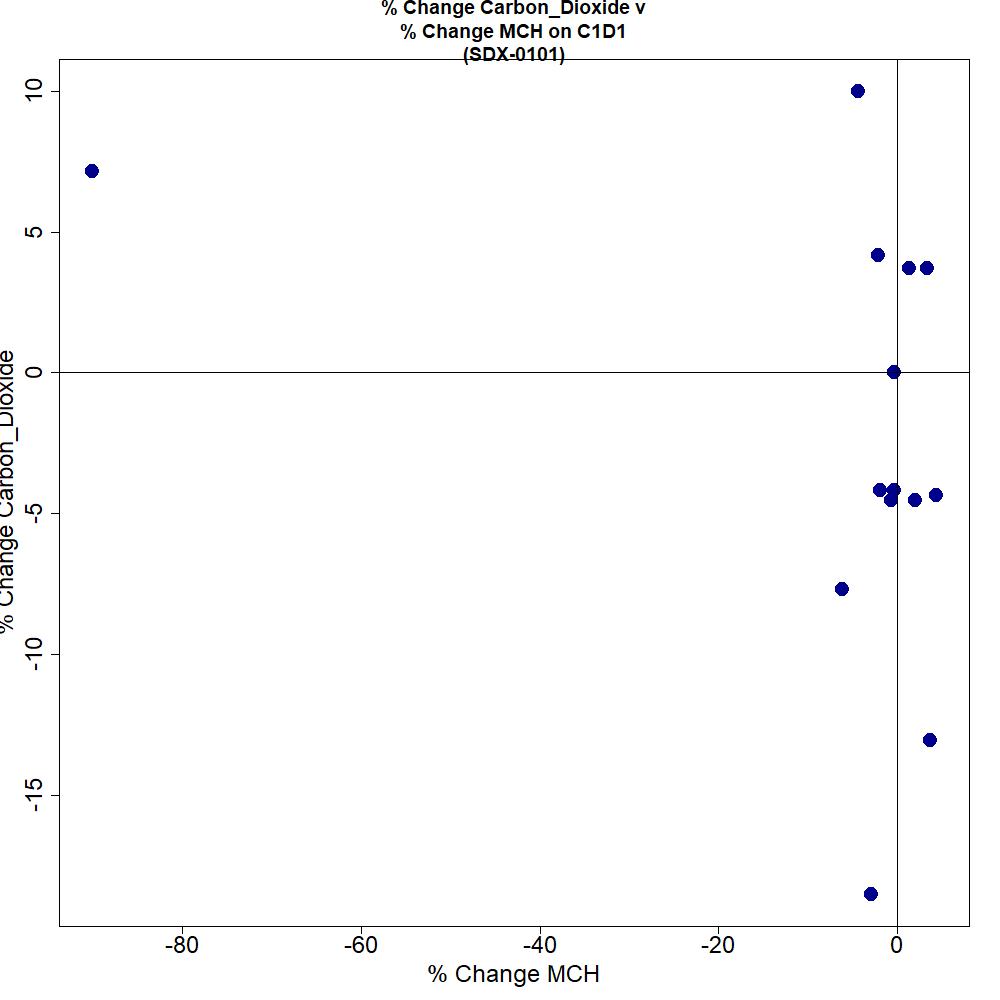 % Change Carbon_Dioxide v
% Change MCH on C1D1
(SDX-0101)
10
5
0
-5
-10
-15
% Change Carbon_Dioxide
-80
-60
-40
-20
0
% Change MCH